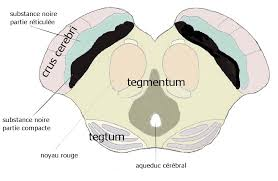 substance noire
partie réticulée
crus cerebri
tegmentum
substance noire
partie compacte
tegtum
noyau rouge
aqueduc cérébral